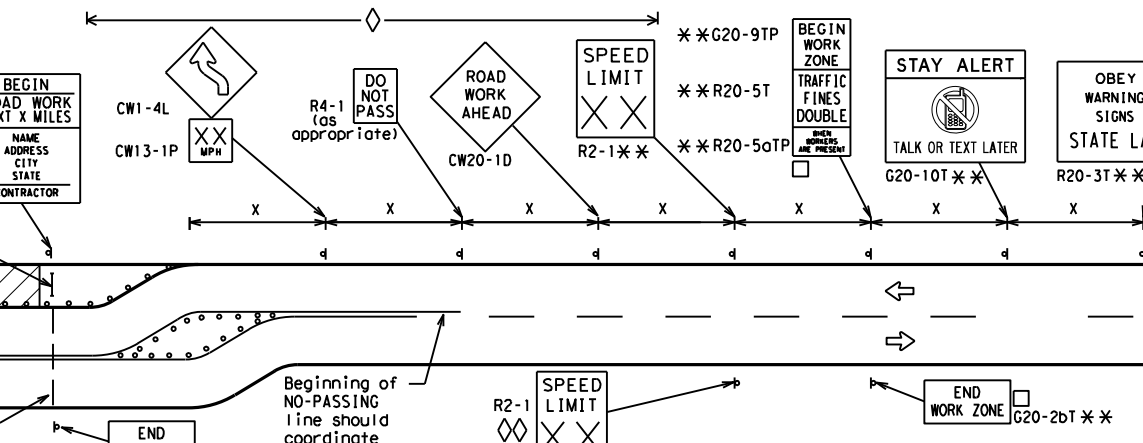 BEGIN
ROAD WORK
NEXT X MILES
NAME
ADDRESS
CITY
STATE
CONTRACTOR
CW1-4L
CW13-1P
XX
MPH
R4-1
(as
appropriate)
DO
NOT
PASS
ROAD
WORK
AHEAD
CW20-1D
SPEED
LIMIT
X X
R2-1**
**G20-9TP
**R20-5T
**R20-5aTP
BEGIN
WORK
ZONE
TRAFFIC
FINES
DOUBLE
WHEN
WORKERS
ARE PRESENT
STAY ALERT
TALK OR TEXT LATER
G20-10T**
OBEY
WARNING
SIGNS
STATE LA
R20-3T**
X X X X X X X
Beginning of
NO-PASSING
line should
coordinate
R2-1
SPEED
LIMIT
X X
END
WORK ZONE
G20-2bT**
END